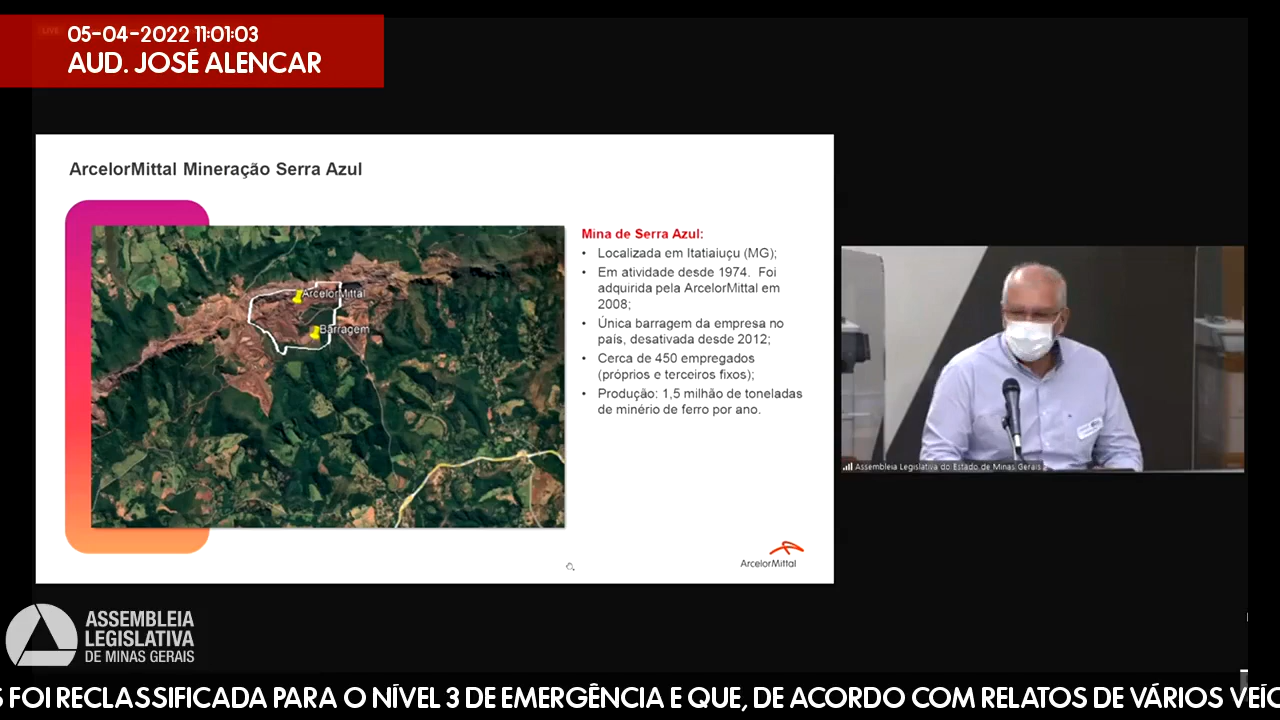 LIVE
05-04-2022 11:01:03
AUD. JOSÉ ALENCAR
ArcelorMittal Mineração Serra Azul
ArcelorMittal
Barragem
Mina de Serra Azul:
• Localizada em Itatiaiuçu (MG);
• Em atividade desde 1974. Foi
adquirida pela ArcelorMittal em
2008;
• Única barragem da empresa no
país, desativada desde 2012;
• Cerca de 450 empregados
(próprios e terceiros fixos);
• Produção: 1,5 milhão de toneladas
de minério de ferro por ano.
ArcelorMittal
Assembleia Legislativa do Estado de Minas Gerais
ASSEMBLEIA
LEGISLATIVA
DE MINAS GERAIS
S FOI RECLASSIFICADA PARA O NÍVEL 3 DE EMERGÊNCIA E QUE, DE ACORDO COM RELATOS DE VÁRIOS VEÍC